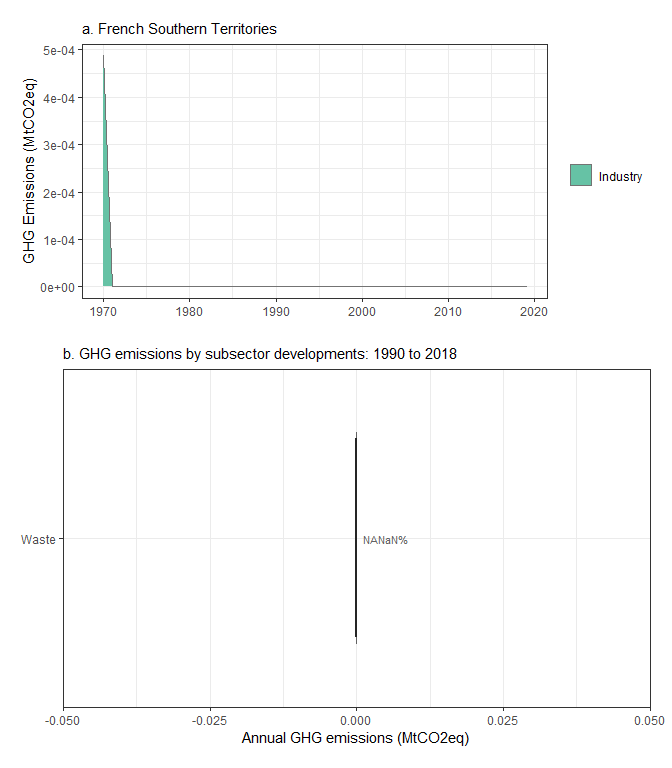 a. French Southern Territories
5e-04
4e-04
3e-04
2e-04
1e-04
0e+00
GHG Emissions (MtCO2eq)
1970 1980 1990 2000 2010 2020
Industry
b. GHG emissions by subsector developments: 1990 to 2018
Waste
NANaN%
-0.050 -0.025 0.000 0.025 0.050
Annual GHG emissions (MtCO2eq)